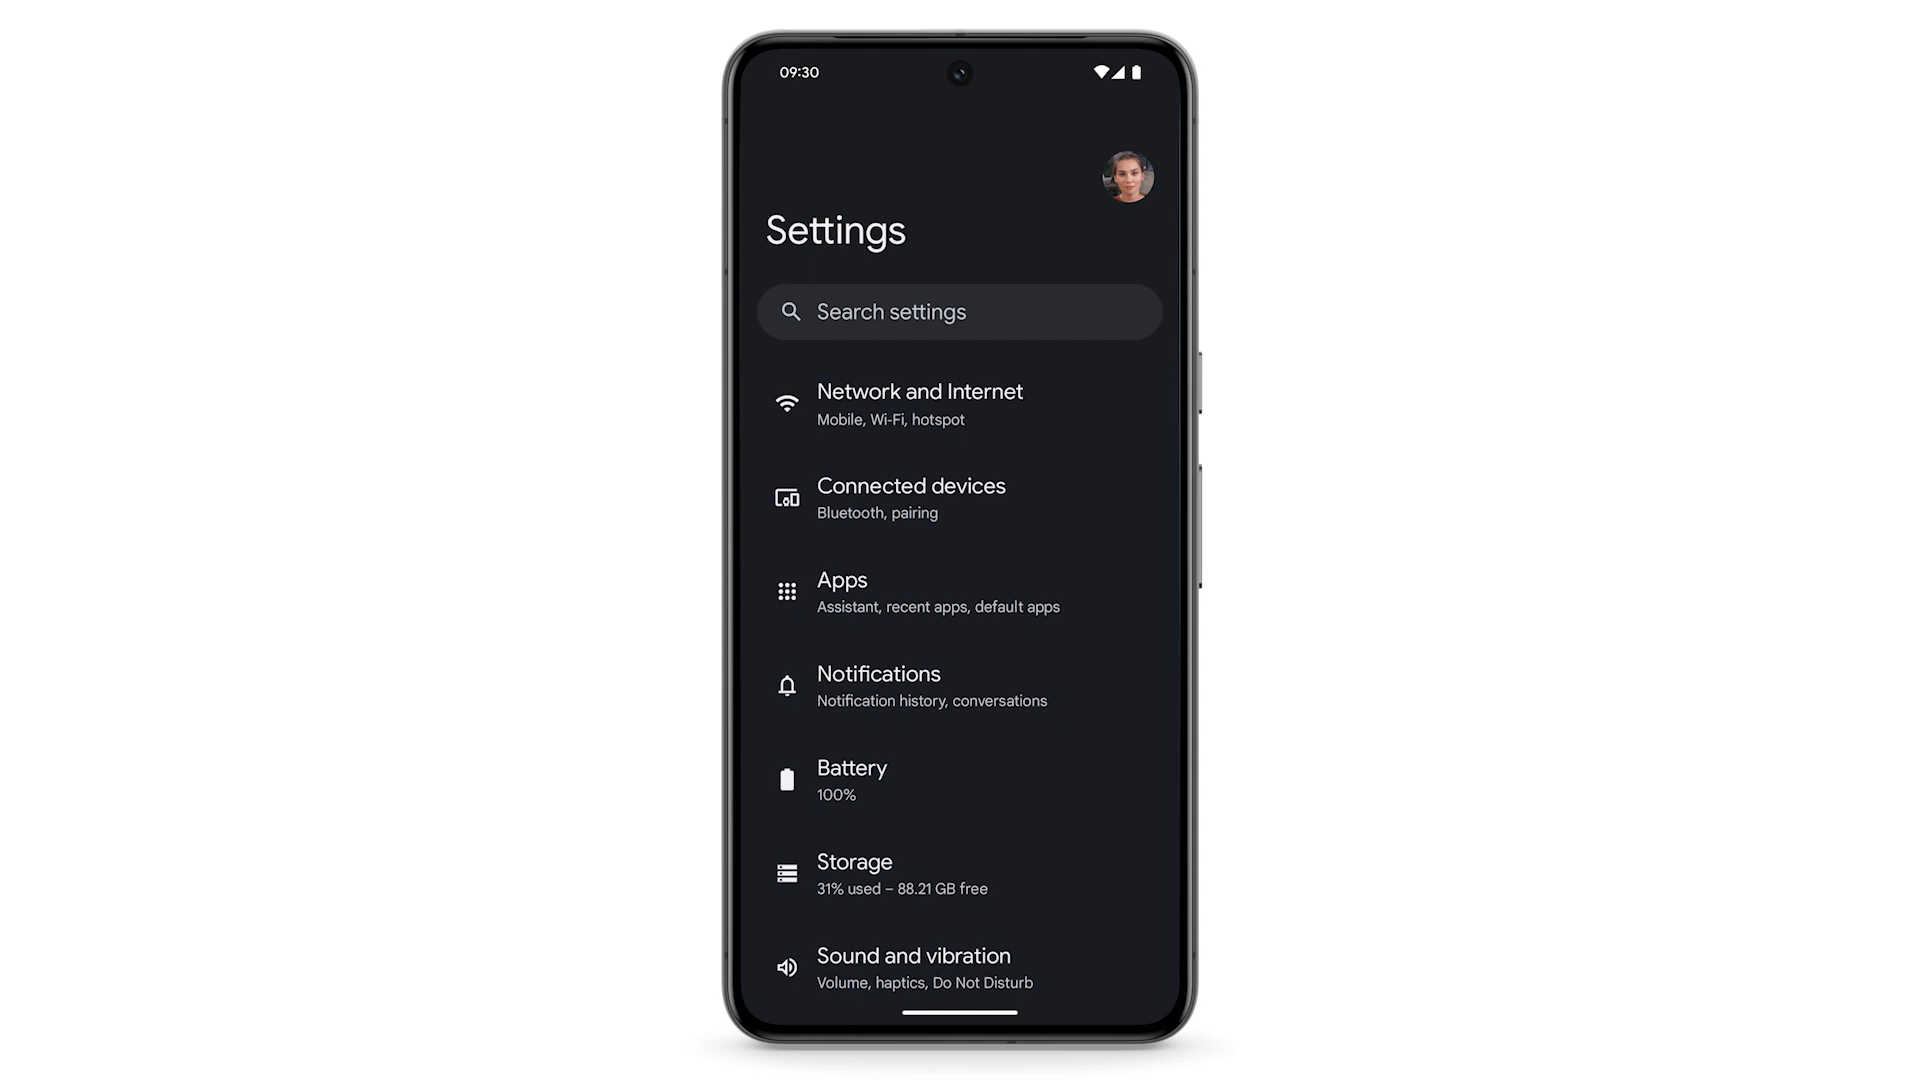 09:30
Settings
Search settings
Network and Internet
Mobile, Wi-Fi, hotspot
Connected devices
Bluetooth, pairing
Apps
Assistant, recent apps, default apps
Notifications
Notification history, conversations
Battery
100%
Storage
31% used – 88.21 GB free
Sound and vibration
Volume, haptics, Do Not Disturb